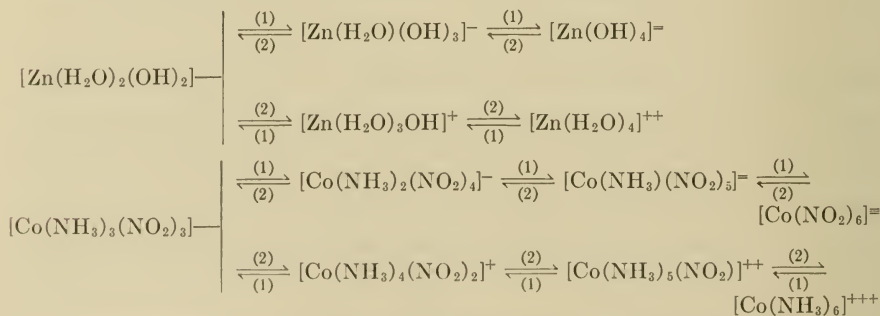 (1) (1)
⇌ [Zn(H₂O)(OH)₃]⁻ ⇌ [Zn(OH)₄]⁼
(2) (2)
[Zn(H₂O)₂(OH)₂]—
(2) (2)
⇌ [Zn(H₂O)₃OH]⁺ ⇌ [Zn(H₂O)₄]⁺⁺
(1) (1)
(1) (1) (1)
⇌ [Co(NH₃)₂(NO₂)₄]⁻ ⇌ [Co(NH₃)(NO₂)₅]⁼ ⇌
(2) (2) (2)
[Co(NO₂)₆]⁼
[Co(NH₃)₃(NO₂)₃]—
(2) (2) (2)
⇌ [Co(NH₃)₄(NO₂)₂]⁺ ⇌ [Co(NH₃)₅(NO₂)]⁺⁺ ⇌
(1) (1) (1)
[Co(NH₃)₆]⁺⁺⁺